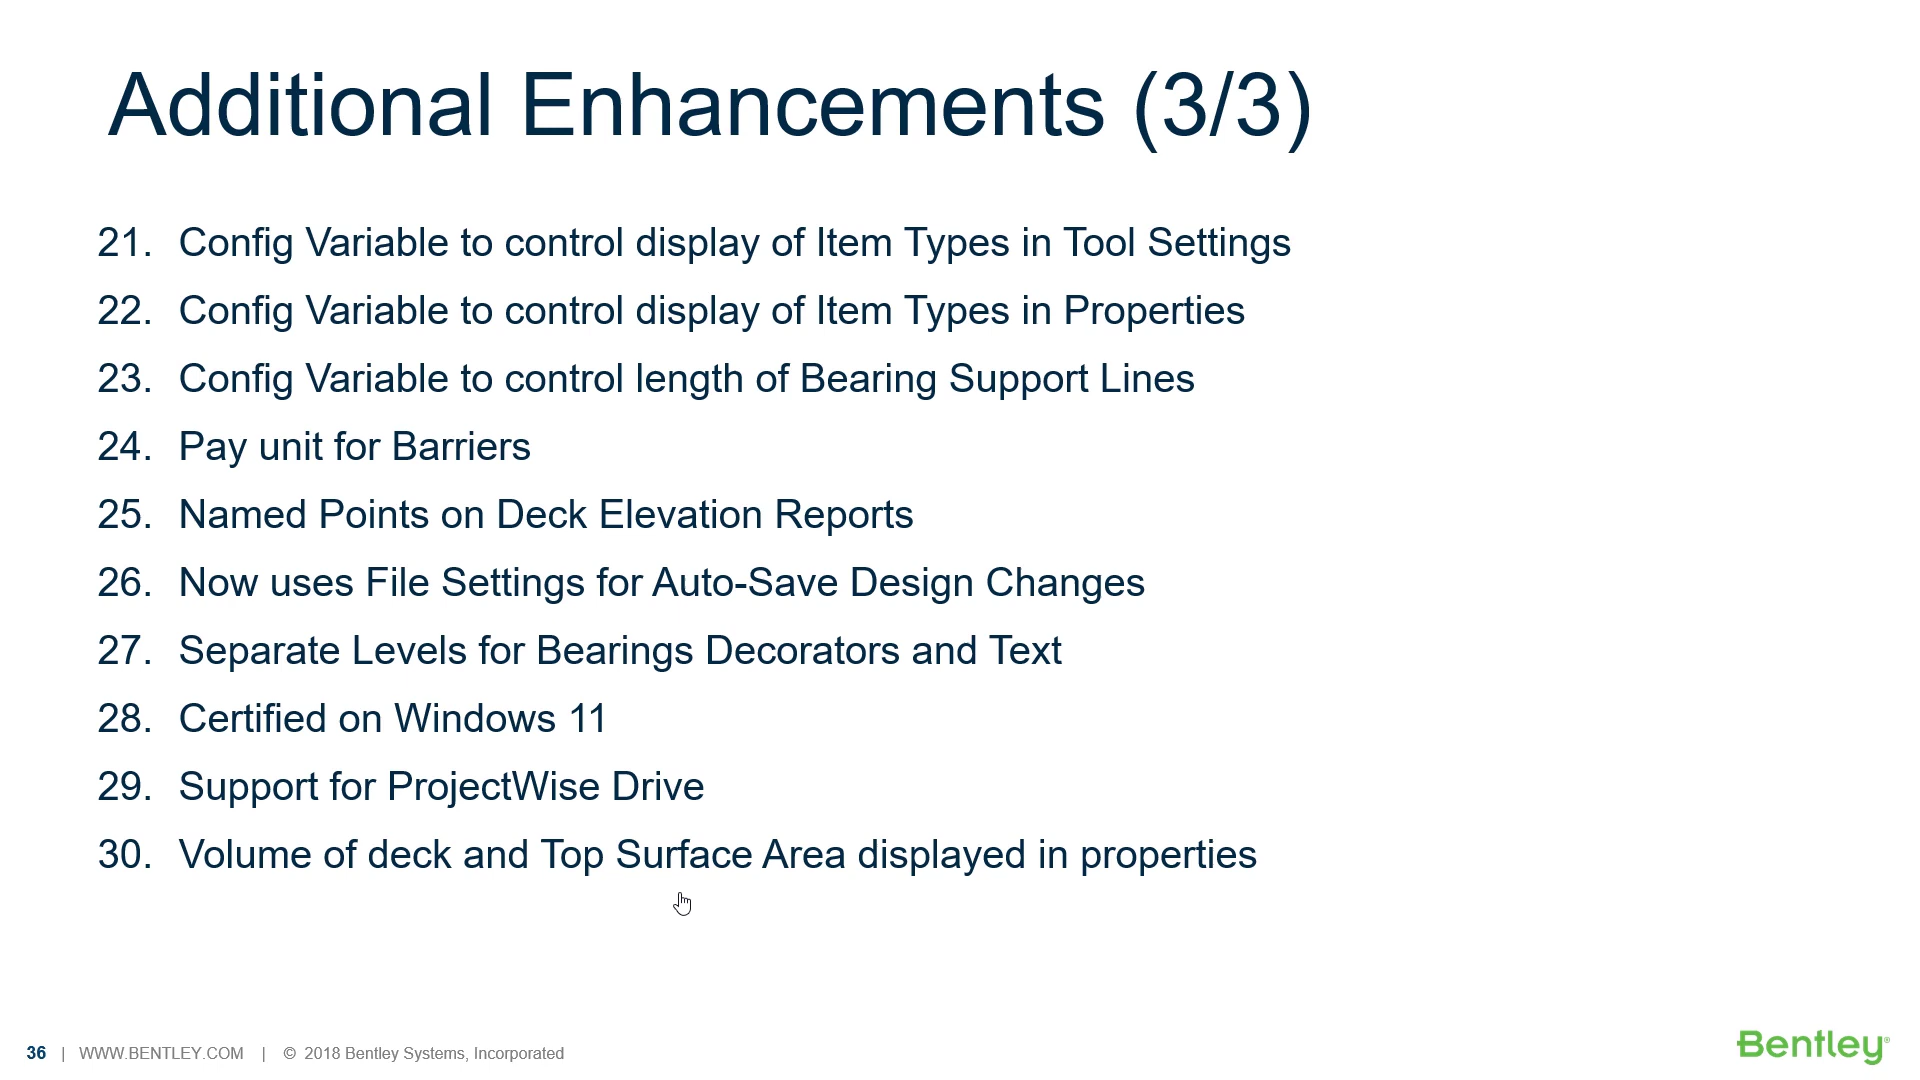 Additional Enhancements (3/3)
21. Config Variable to control display of Item Types in Tool Settings
22. Config Variable to control display of Item Types in Properties
23. Config Variable to control length of Bearing Support Lines
24. Pay unit for Barriers
25. Named Points on Deck Elevation Reports
26. Now uses File Settings for Auto-Save Design Changes
27. Separate Levels for Bearings Decorators and Text
28. Certified on Windows 11
29. Support for ProjectWise Drive
30. Volume of deck and Top Surface Area displayed in properties
36 | WWW.BENTLEY.COM | © 2018 Bentley Systems, Incorporated
Bentley®